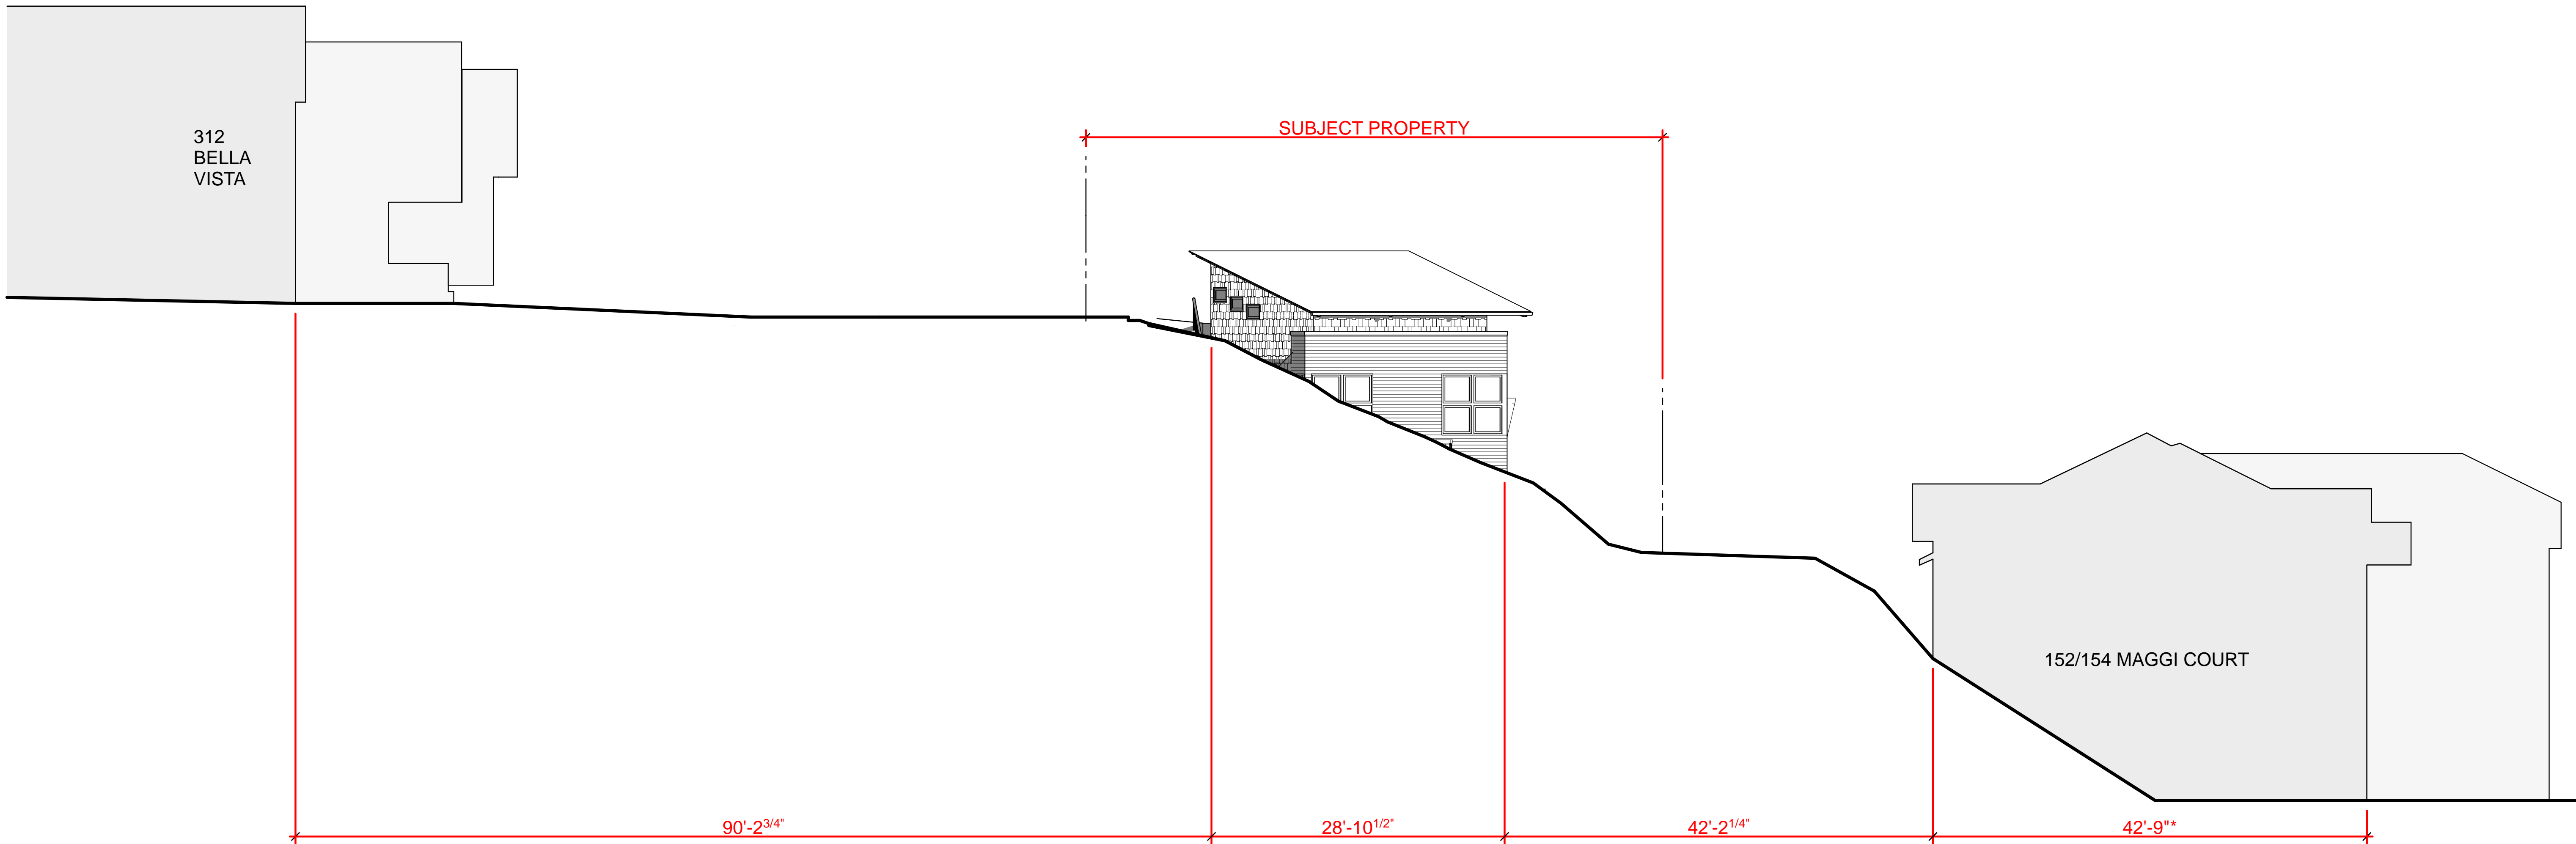 312
BELLA
VISTA
SUBJECT PROPERTY
152/154 MAGGI COURT
90'-2 3/4"
28'-10 1/2"
42'-2 1/4"
42'-9"*